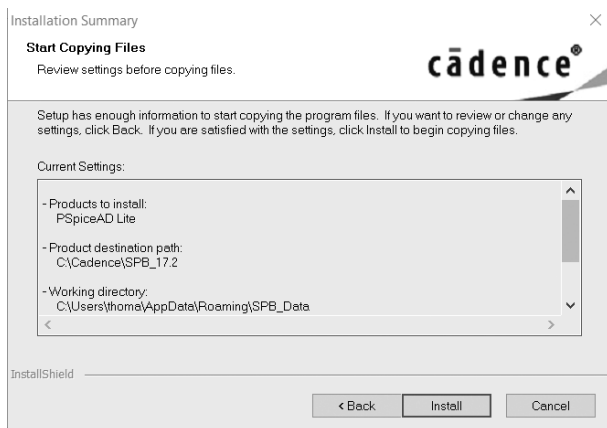 Installation Summary
Start Copying Files
Review settings before copying files.
cādence®
Setup has enough information to start copying the program files. If you want to review or change any
settings, click Back. If you are satisfied with the settings, click Install to begin copying files.
Current Settings:
- Products to install:
PSpiceAD Lite
- Product destination path:
C:\Cadence\SPB_17.2
- Working directory:
C:\Users\thoma\AppData\Roaming\SPB_Data
InstallShield
< Back
Install
Cancel